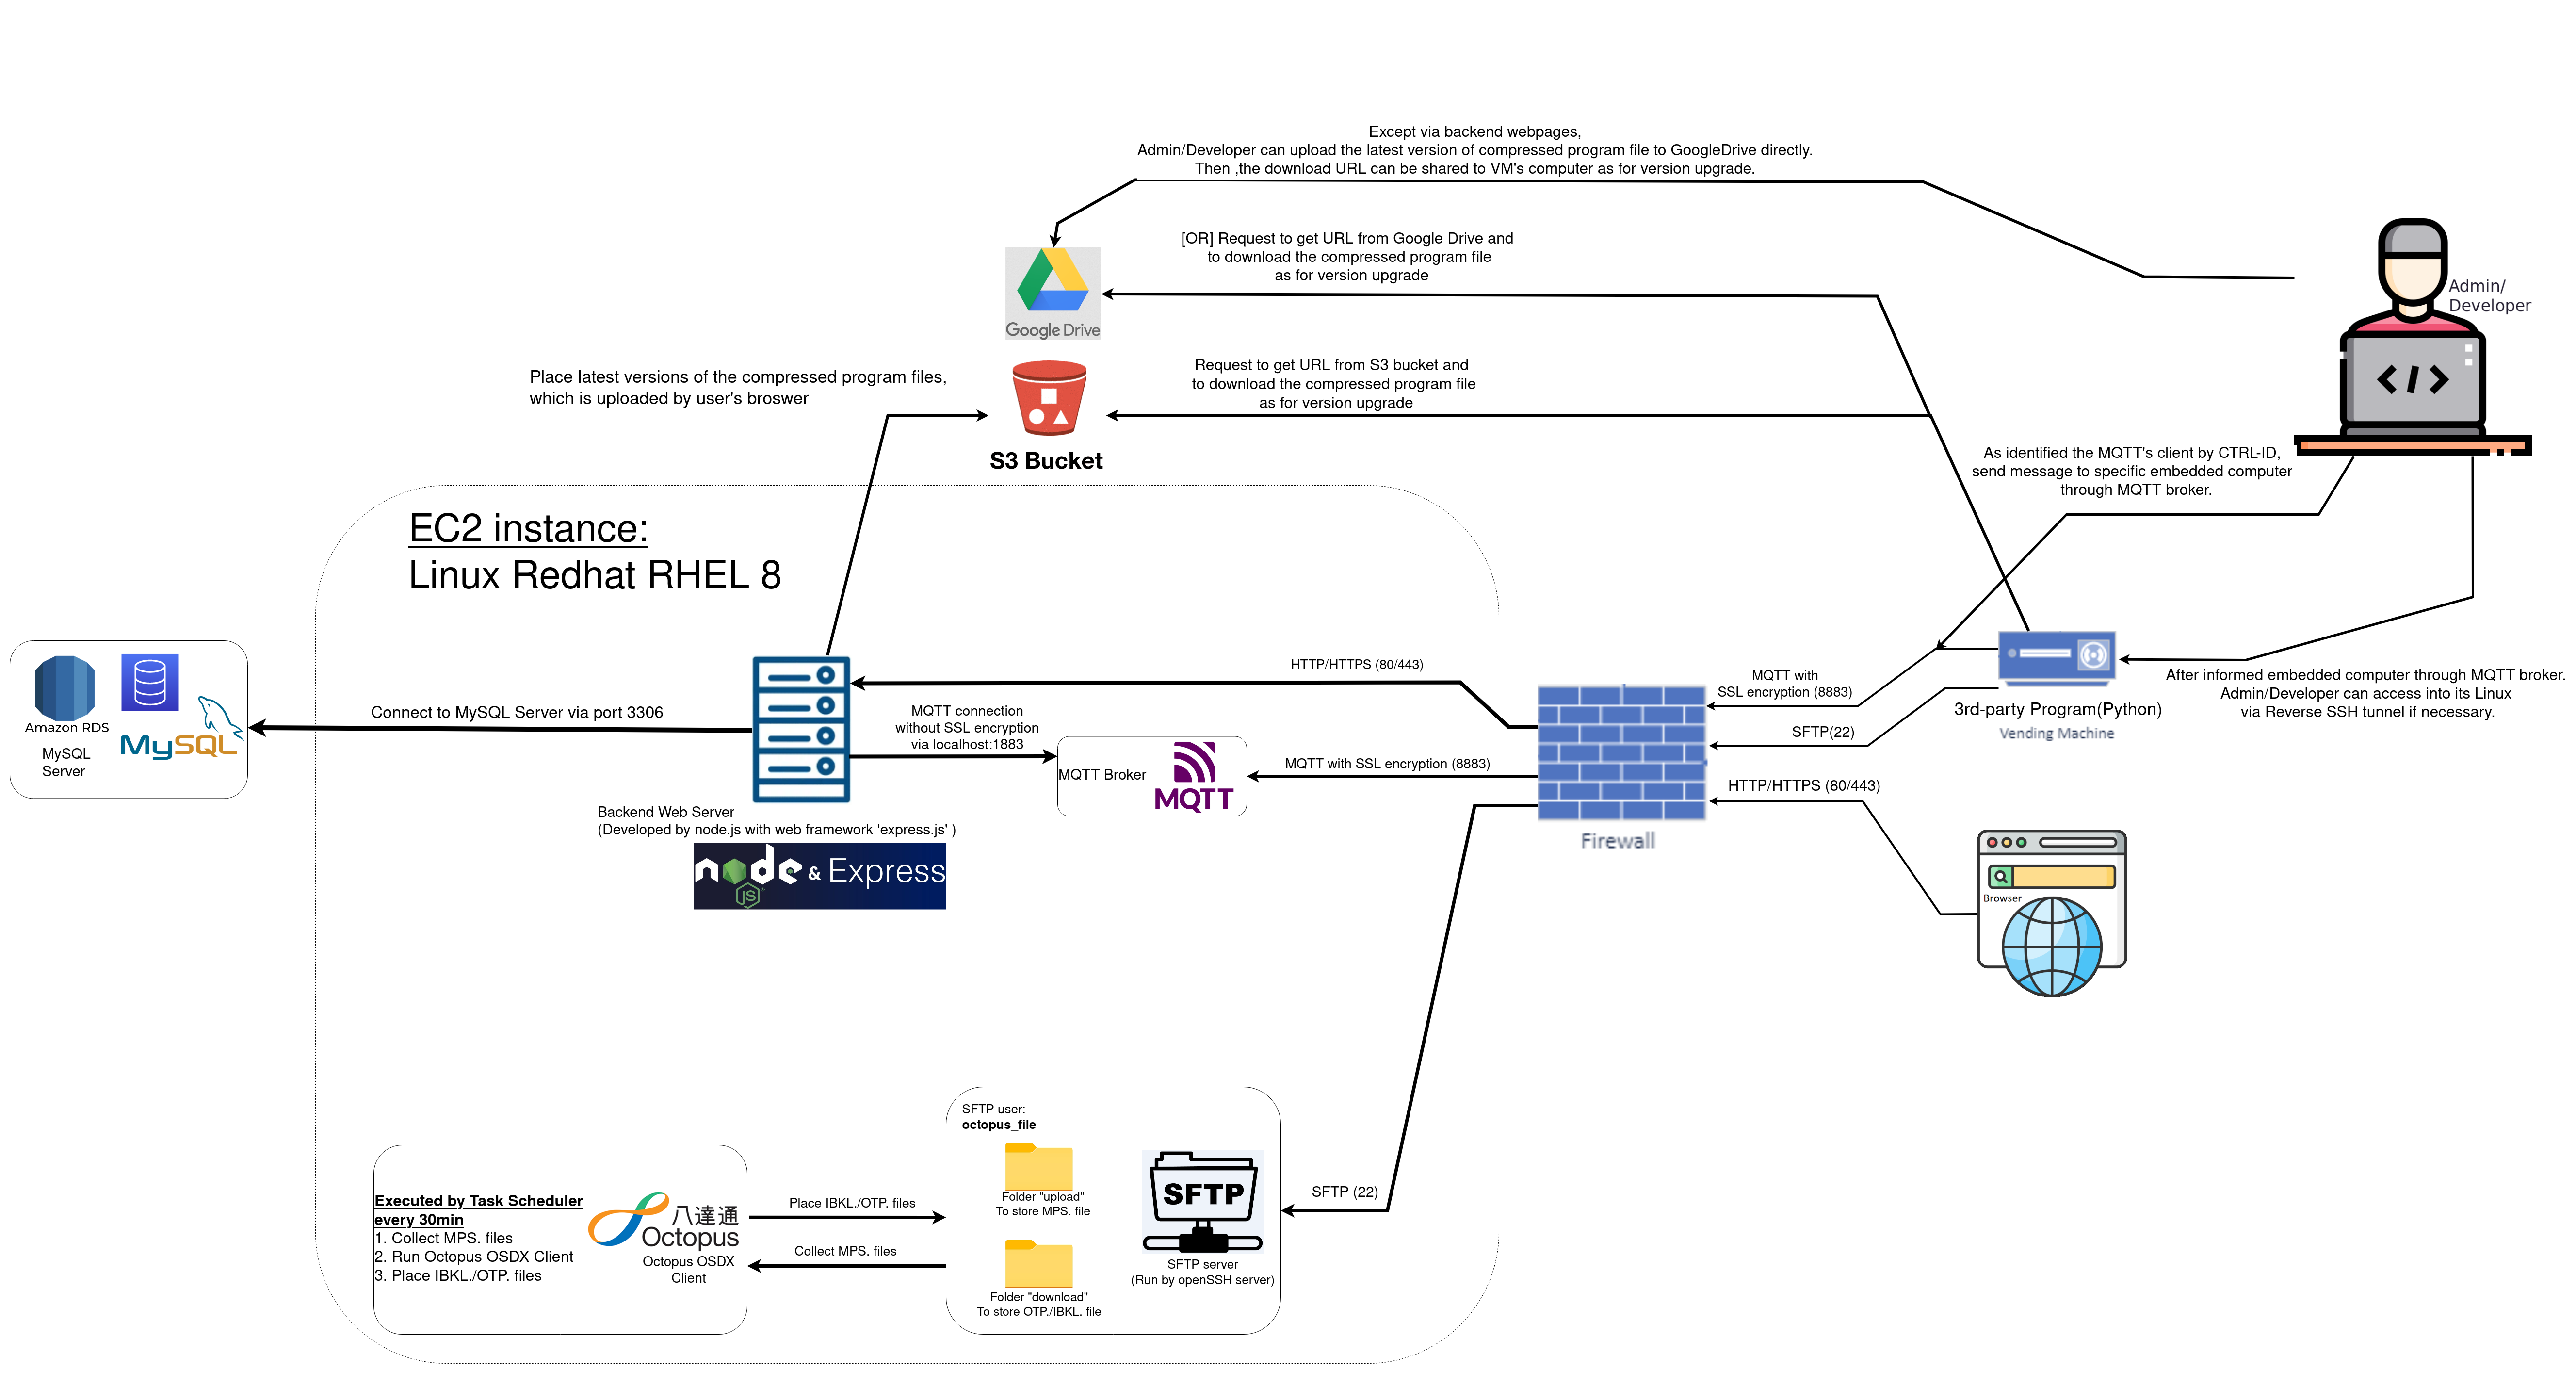 Except via backend webpages,
Admin/Developer can upload the latest version of compressed program file to GoogleDrive directly.
Then ,the download URL can be shared to VM's computer as for version upgrade.
[OR] Request to get URL from Google Drive and
to download the compressed program file
as for version upgrade
Google Drive
Admin/
Developer
</>
Request to get URL from S3 bucket and
to download the compressed program file
as for version upgrade
Place latest versions of the compressed program files,
which is uploaded by user's broswer
S3 Bucket
As identified the MQTT's client by CTRL-ID,
send message to specific embedded computer
through MQTT broker.
EC2 instance:
Linux Redhat RHEL 8
Amazon RDS
MySQL
MySQL
Server
Connect to MySQL Server via port 3306
HTTP/HTTPS (80/443)
MQTT connection
without SSL encryption
via localhost:1883
MQTT Broker
MQTT
MQTT with SSL encryption (8883)
Backend Web Server
(Developed by node.js with web framework 'express.js' )
node & Express
JS
Firewall
MQTT with
SSL encryption (8883)
SFTP(22)
HTTP/HTTPS (80/443)
3rd-party Program(Python)
Vending Machine
After informed embedded computer through MQTT broker.
Admin/Developer can access into its Linux
via Reverse SSH tunnel if necessary.
Browser
SFTP user:
octopus_file
Folder "upload"
To store MPS. file
Folder "download"
To store OTP./IBKL. file
SFTP
SFTP server
(Run by openSSH server)
SFTP (22)
Place IBKL./OTP. files
Collect MPS. files
Executed by Task Scheduler
every 30min
1. Collect MPS. files
2. Run Octopus OSDX Client
3. Place IBKL./OTP. files
八達通
Octopus
Octopus OSDX
Client